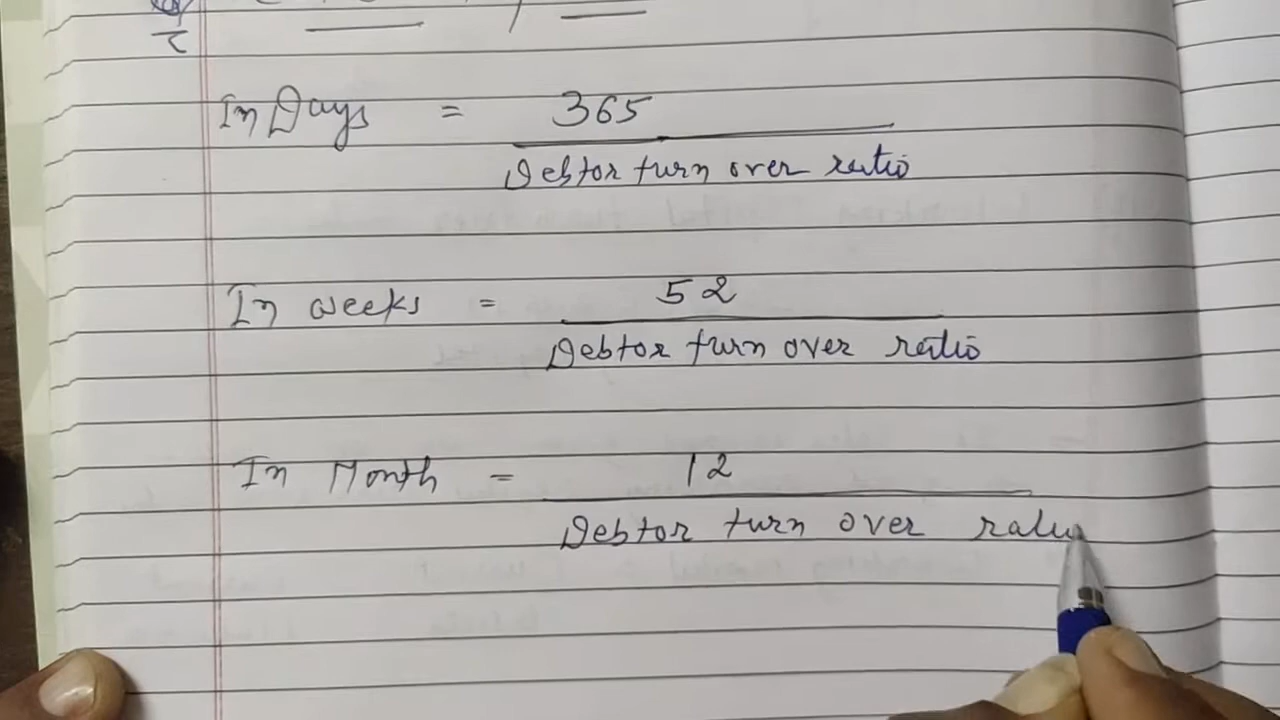 In Days = 365
Debtor turn over ratio
In weeks = 52
Debtor turn over ratio
In Month = 12
Debtor turn over